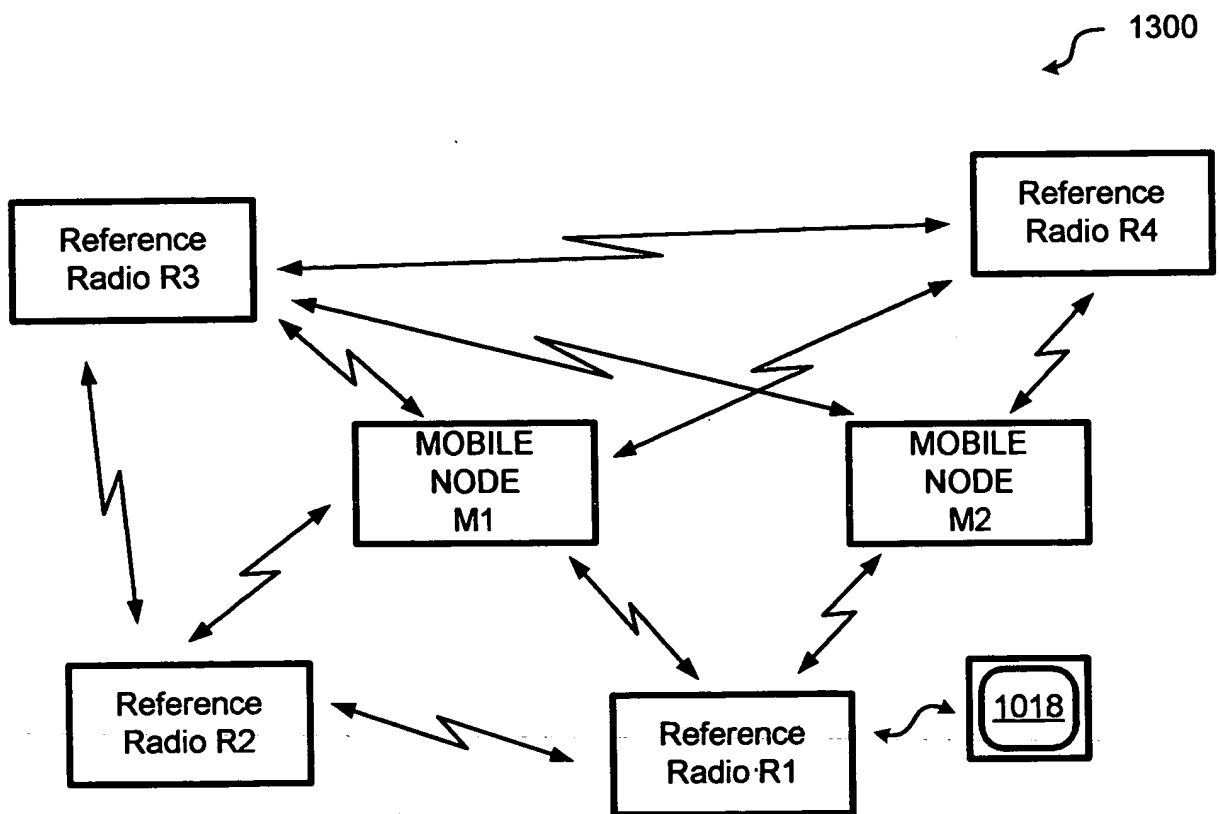 1300
Reference
Radio R4
Reference
Radio R3
MOBILE
NODE
M1
MOBILE
NODE
M2
Reference
Radio R2
Reference
Radio R1
1018